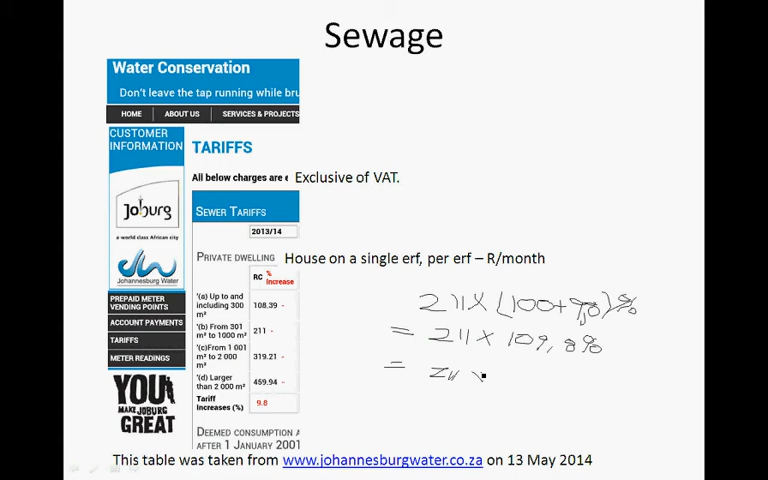 Sewage
Water Conservation
Don't leave the tap running while bru
HOME ABOUT US SERVICES & PROJECTS
CUSTOMER
INFORMATION
TARIFFS
All below charges are e Exclusive of VAT.
Joburg
a world class African city
Johannesburg Water
SEWER TARIFFS
2013/14
PRIVATE DWELLING House on a single erf, per erf – R/month
RC %
Increase
'(a) Up to and
including 300
m²
108.39 -
'(b) From 301
m² to 1000 m²
211 -
'(c)From 1 001
m² to 2 000
m²
319.21 -
'(d) Larger
than 2 000 m²
459.94 -
Tariff
Increases (%)
9.8
DEEMED CONSUMPTION A
AFTER 1 JANUARY 2001
PREPAID METER
VENDING POINTS
ACCOUNT PAYMENTS
TARIFFS
METER READINGS
YOU
MAKE JOBURG
GREAT
= 211 × 109,8%
This table was taken from www.johannesburgwater.co.za on 13 May 2014